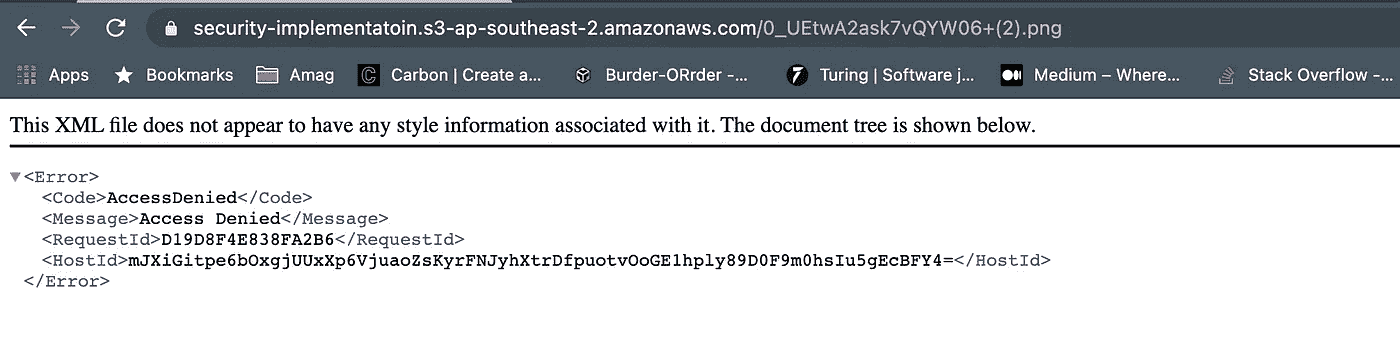 security-implementatoin.s3-ap-southeast-2.amazonaws.com/0_UEtwA2ask7vQYW06+(2).png
Apps Bookmarks Amag Carbon | Create a... Burder-ORrder -... Turing | Software j... Medium – Where... Stack Overflow -...
This XML file does not appear to have any style information associated with it. The document tree is shown below.
▼<Error>
<Code>AccessDenied</Code>
<Message>Access Denied</Message>
<RequestId>D19D8F4E838FA2B6</RequestId>
<HostId>mJXiGitpe6bOxgjUUxXp6VjuaoZsKyrFNJyhXtrDfpuotvOoGE1hply89D0F9m0hsIu5gEcBFY4=</HostId>
</Error>